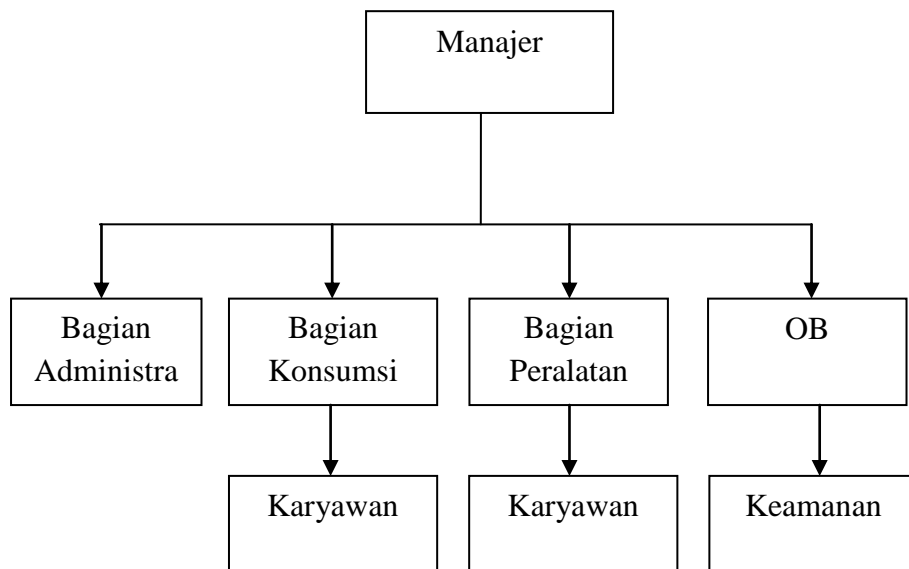 Manajer
Bagian
Administra
Bagian
Konsumsi
Bagian
Peralatan
OB
Karyawan
Karyawan
Keamanan